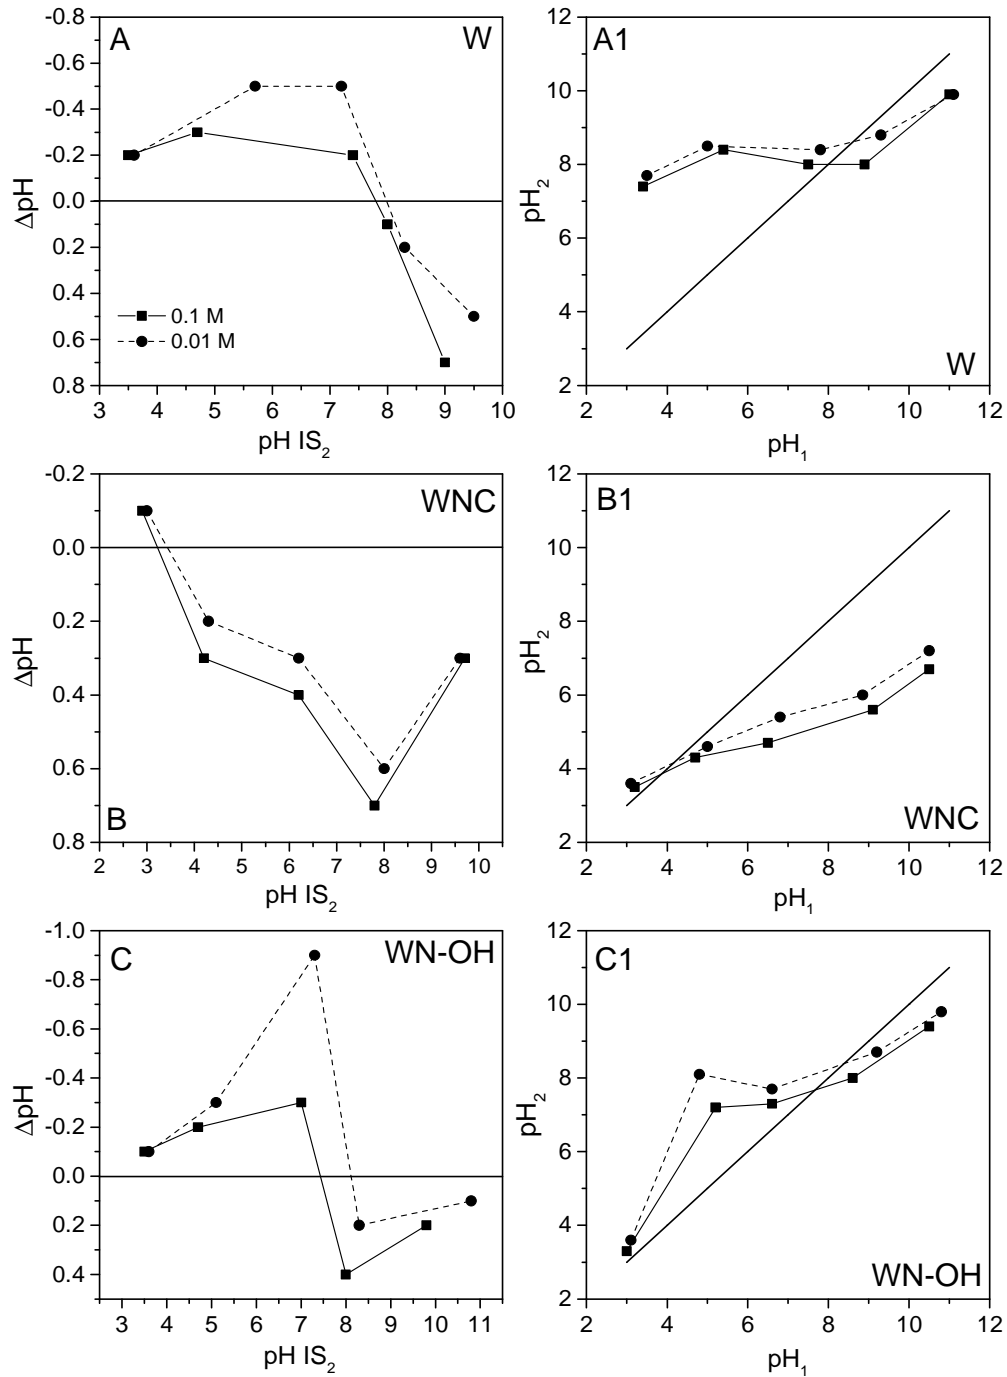 A
W
-0.8
-0.6
-0.4
-0.2
0.0
0.2
0.4
0.6
0.8
ΔpH
0.1 M
0.01 M
3 4 5 6 7 8 9 10
pH IS₂
A1
W
12
10
8
6
4
2
pH₂
2 4 6 8 10 12
pH₁
WNC
B
-0.2
0.0
0.2
0.4
0.6
0.8
ΔpH
2 3 4 5 6 7 8 9 10
pH IS₂
B1
WNC
12
10
8
6
4
2
pH₂
2 4 6 8 10 12
pH₁
C
WN-OH
-1.0
-0.8
-0.6
-0.4
-0.2
0.0
0.2
0.4
ΔpH
3 4 5 6 7 8 9 10 11
pH IS₂
C1
WN-OH
12
10
8
6
4
2
pH₂
2 4 6 8 10 12
pH₁